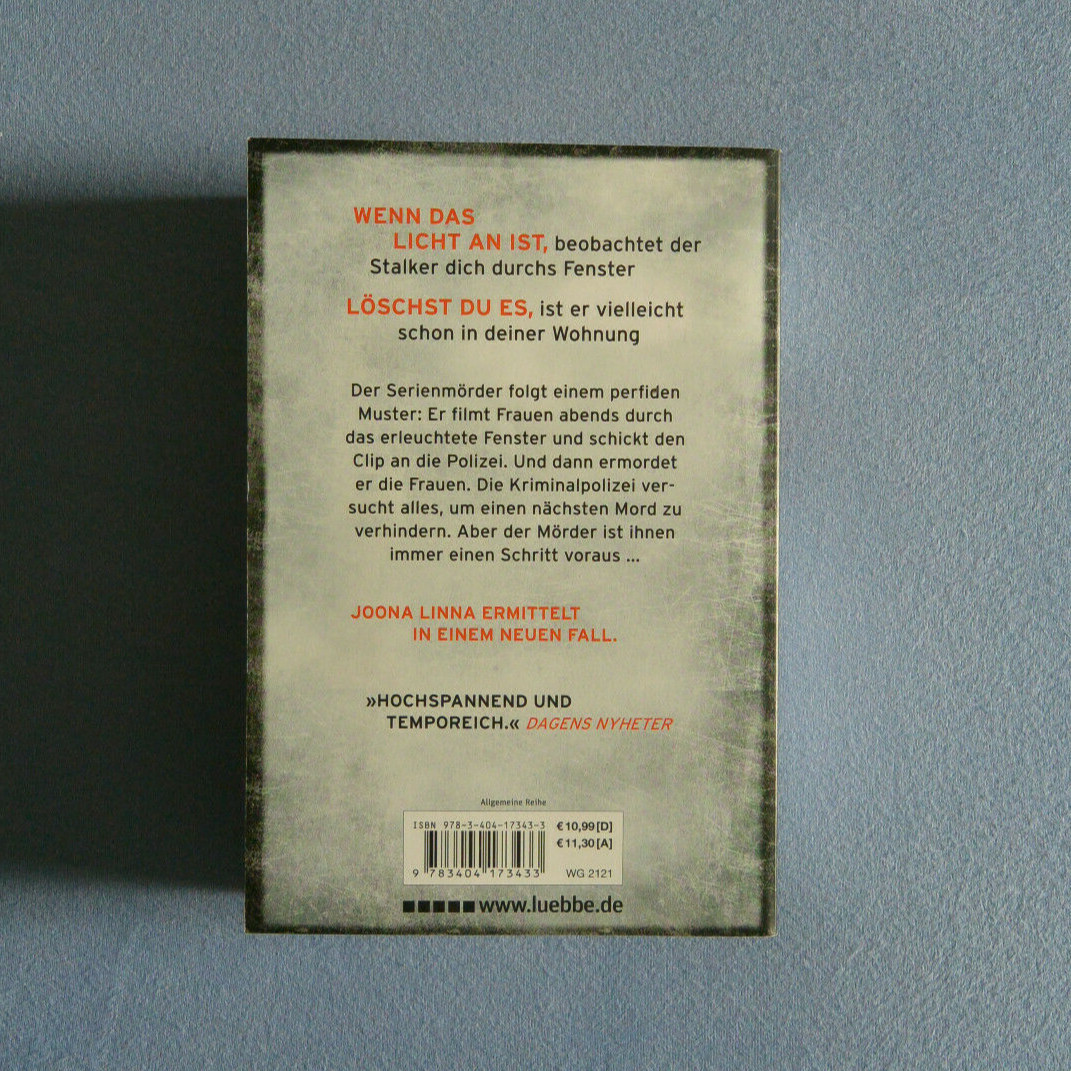 WENN DAS
LICHT AN IST, beobachtet der
Stalker dich durchs Fenster
LÖSCHST DU ES, ist er vielleicht
schon in deiner Wohnung
Der Serienmörder folgt einem perfiden
Muster: Er filmt Frauen abends durch
das erleuchtete Fenster und schickt den
Clip an die Polizei. Und dann ermordet
er die Frauen. Die Kriminalpolizei ver-
sucht alles, um einen nächsten Mord zu
verhindern. Aber der Mörder ist ihnen
immer einen Schritt voraus ...
JOONA LINNA ERMITTELT
IN EINEM NEUEN FALL.
»HOCHSPANNEND UND
TEMPOREICH.« DAGENS NYHETER
Allgemeine Reihe
ISBN 978-3-404-17343-3
€ 10,99 [D]
€ 11,30 [A]
9 783404 173433
WG 2121
www.luebbe.de